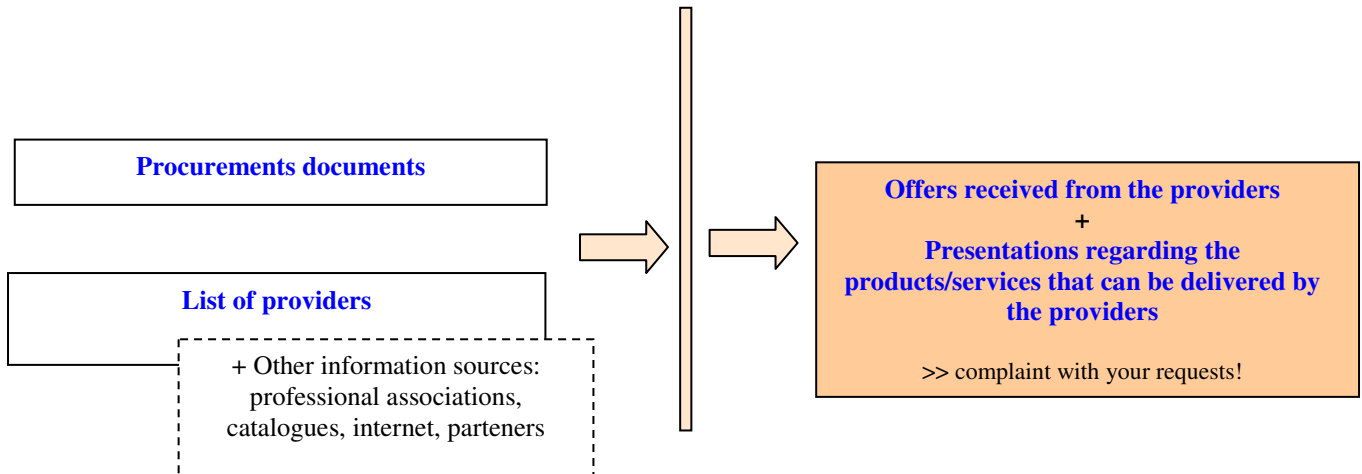 Procurements documents
List of providers
+ Other information sources:
professional associations,
catalogues, internet, parteners
Offers received from the providers
+
Presentations regarding the
products/services that can be delivered by
the providers
>> complaint with your requests!